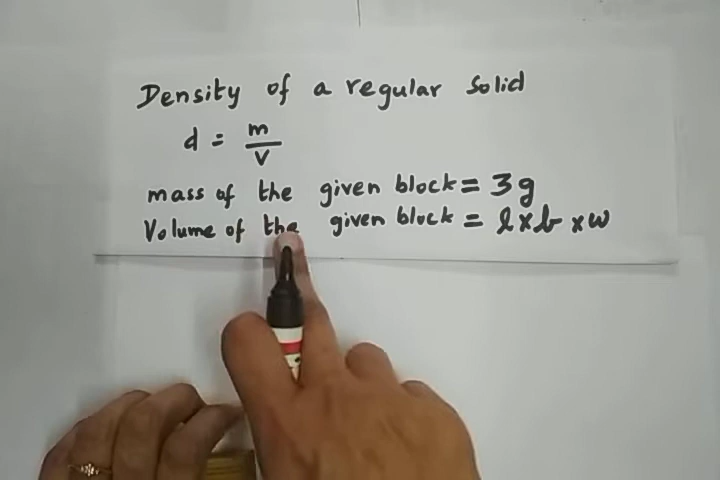 Density of a regular solid
d = m/v
mass of the given block = 3g
Volume of the given block = l x b x w